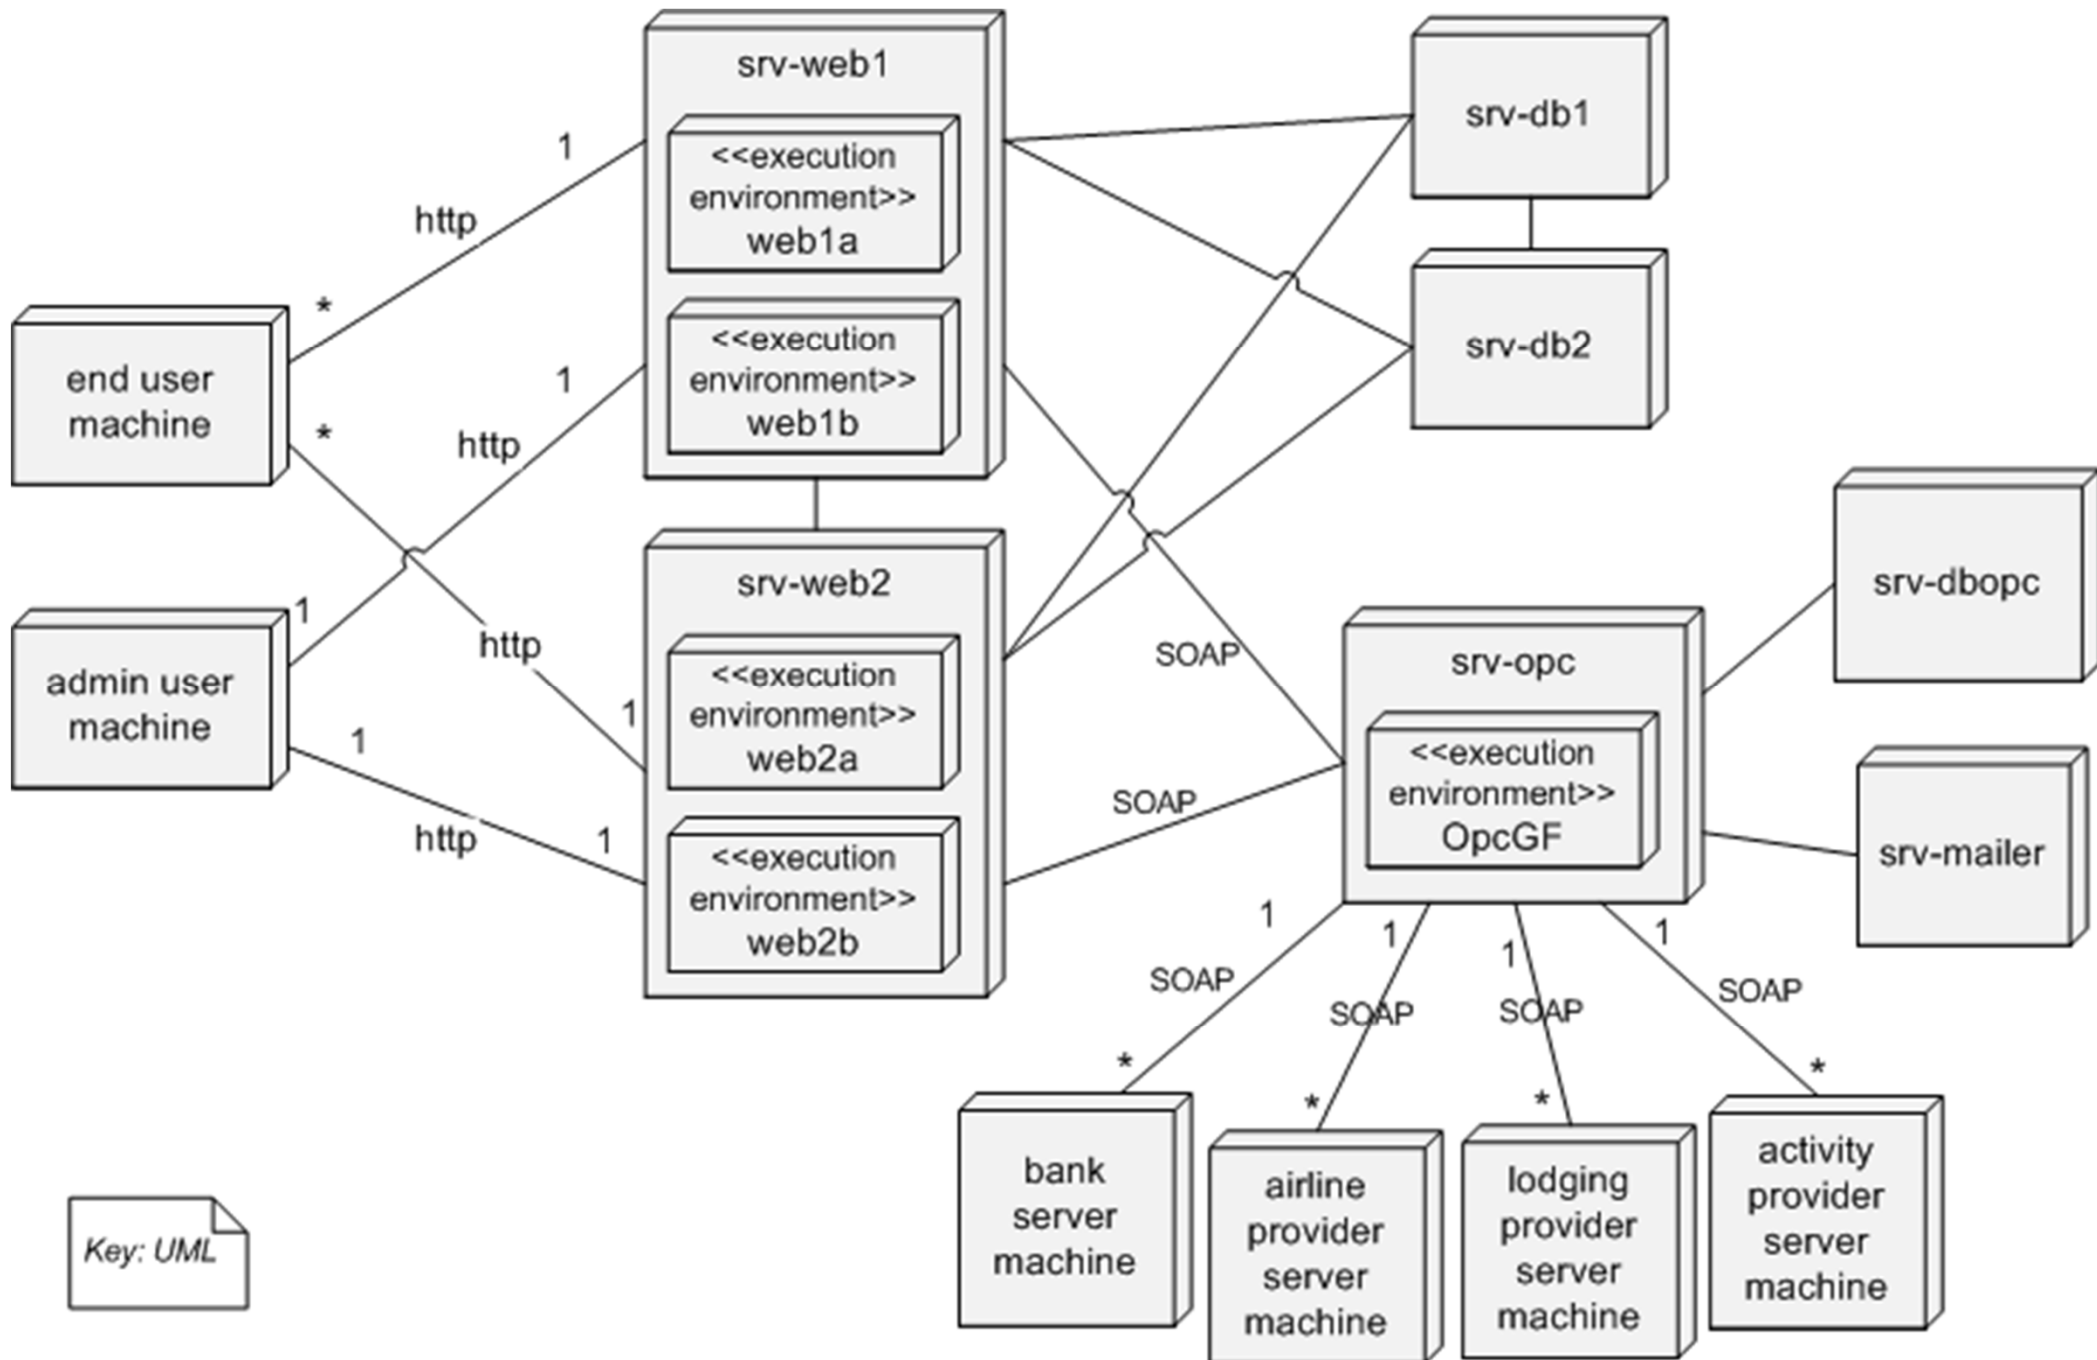 srv-web1
<<execution
environment>>
web1a
<<execution
environment>>
web1b
srv-db1
srv-db2
1
http
*
end user
machine
*
1
http
1
admin user
machine
1
http
1
http
1
srv-web2
<<execution
environment>>
web2a
<<execution
environment>>
web2b
SOAP
SOAP
srv-opc
<<execution
environment>>
OpcGF
srv-dbopc
srv-mailer
1
1
1
1
SOAP
SOAP
SOAP
SOAP
*
*
*
*
bank
server
machine
airline
provider
server
machine
lodging
provider
server
machine
activity
provider
server
machine
Key: UML